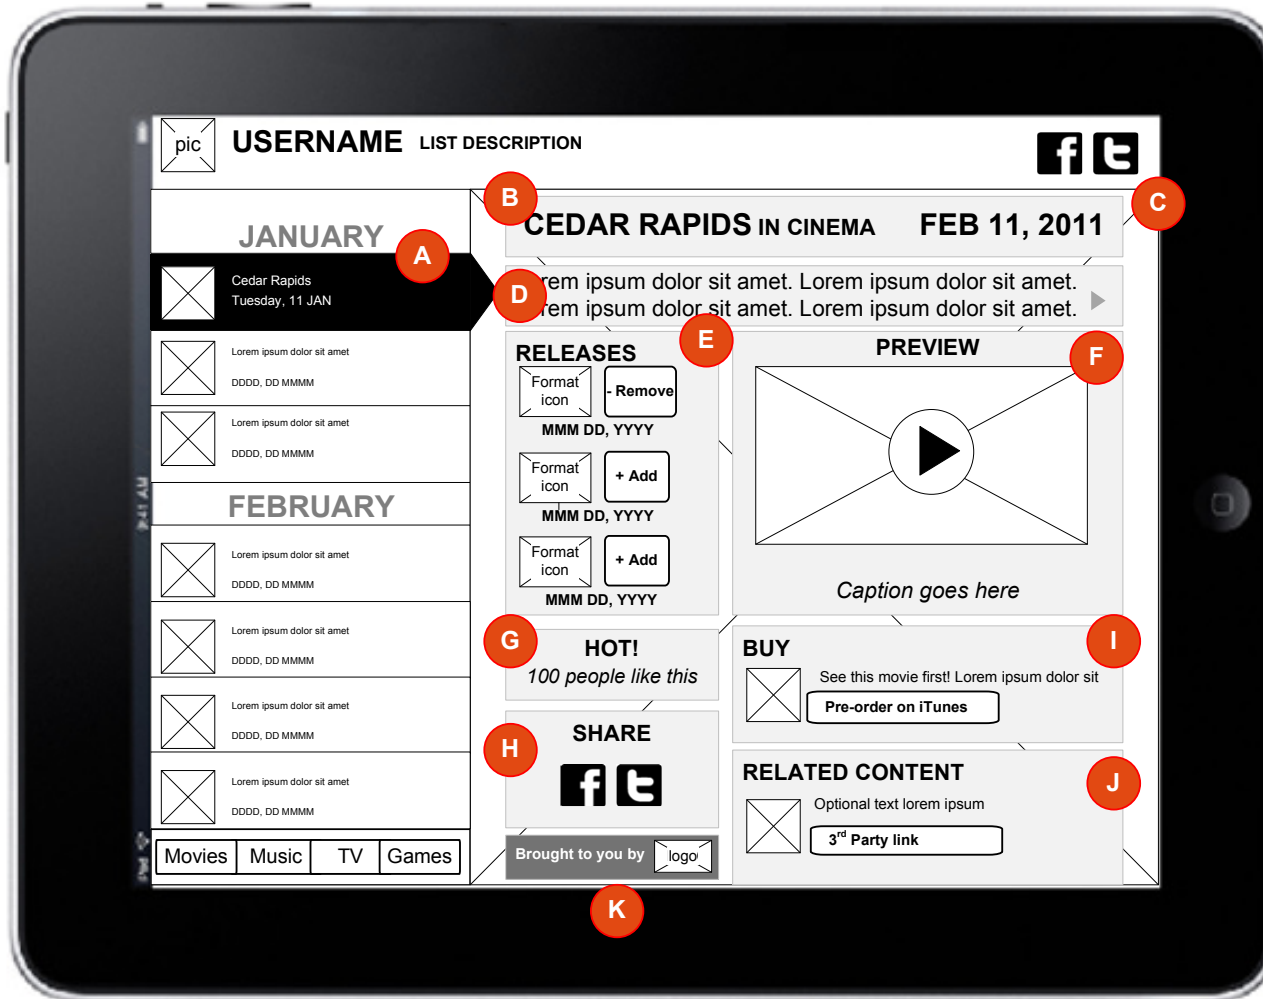 pic
USERNAME LIST DESCRIPTION
f t
B
C
CEDAR RAPIDS IN CINEMA FEB 11, 2011
JANUARY
A
Cedar Rapids
Tuesday, 11 JAN
D
rem ipsum dolor sit amet. Lorem ipsum dolor sit amet.
rem ipsum dolor sit amet. Lorem ipsum dolor sit amet.
Lorem ipsum dolor sit amet
DDDD, DD MMMM
Lorem ipsum dolor sit amet
DDDD, DD MMMM
FEBRUARY
Lorem ipsum dolor sit amet
DDDD, DD MMMM
Lorem ipsum dolor sit amet
DDDD, DD MMMM
Lorem ipsum dolor sit amet
DDDD, DD MMMM
Lorem ipsum dolor sit amet
DDDD, DD MMMM
Movies Music TV Games
E
RELEASES
Format
icon
- Remove
MMM DD, YYYY
Format
icon
+ Add
MMM DD, YYYY
Format
icon
+ Add
MMM DD, YYYY
PREVIEW
F
Caption goes here
G
HOT!
100 people like this
H
SHARE
f t
Brought to you by logo
K
I
BUY
See this movie first! Lorem ipsum dolor sit
Pre-order on iTunes
J
RELATED CONTENT
Optional text lorem ipsum
3rd Party link